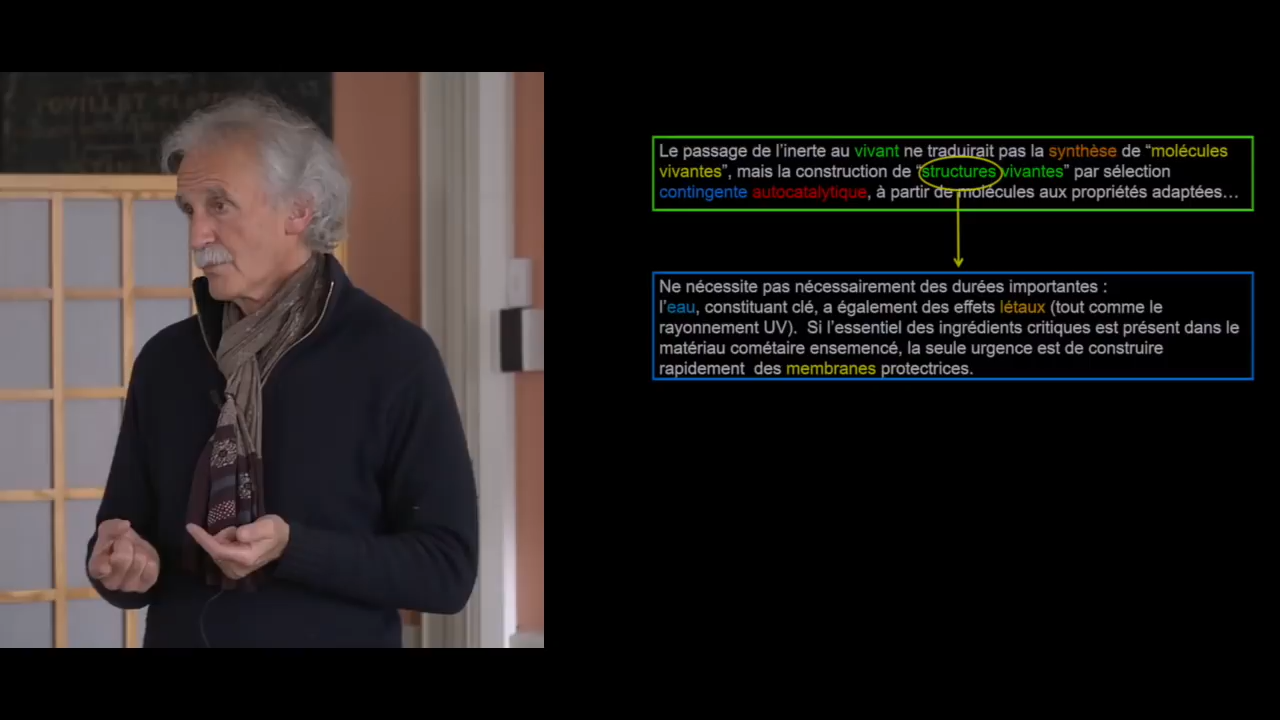 Le passage de l'inerte au vivant ne traduirait pas la synthèse de “molécules
vivantes”, mais la construction de “structures vivantes” par sélection
contingente autocatalytique, à partir de molécules aux propriétés adaptées…
Ne nécessite pas nécessairement des durées importantes :
l'eau, constituant clé, a également des effets létaux (tout comme le
rayonnement UV). Si l'essentiel des ingrédients critiques est présent dans le
matériau cométaire ensemencé, la seule urgence est de construire
rapidement des membranes protectrices.